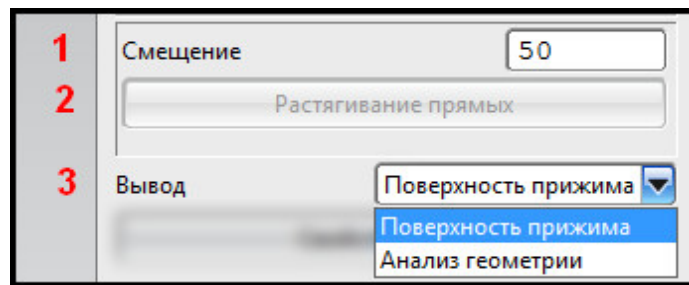 1 Смещение 50
2 Растягивание прямых
3 Вывод Поверхность прижима
Поверхность прижима
Анализ геометрии